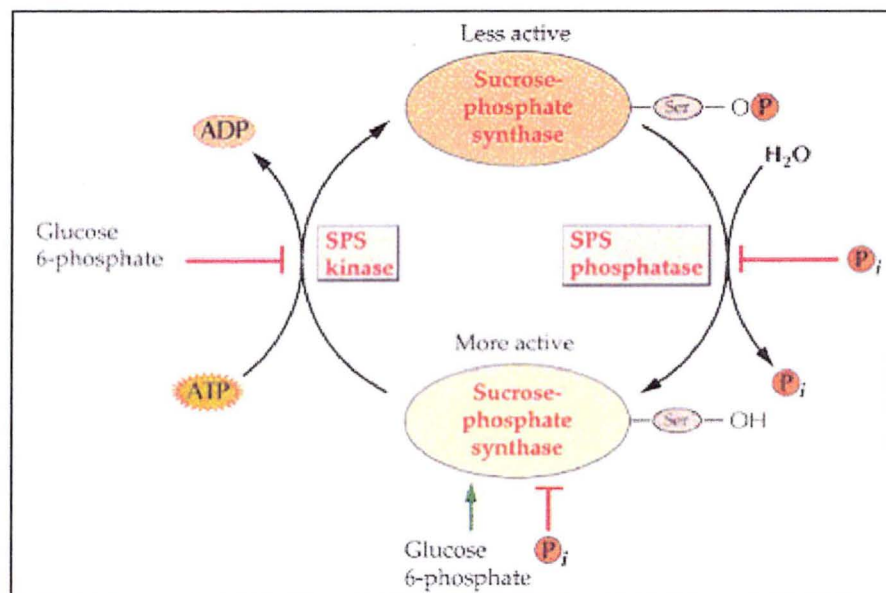 Less active
Sucrose-
phosphate
synthase
Ser
OP
ADP
H₂O
Glucose
6-phosphate
SPS
kinase
SPS
phosphatase
Pi
ATP
More active
Pi
Sucrose-
phosphate
synthase
Ser
OH
Glucose
6-phosphate
Pi